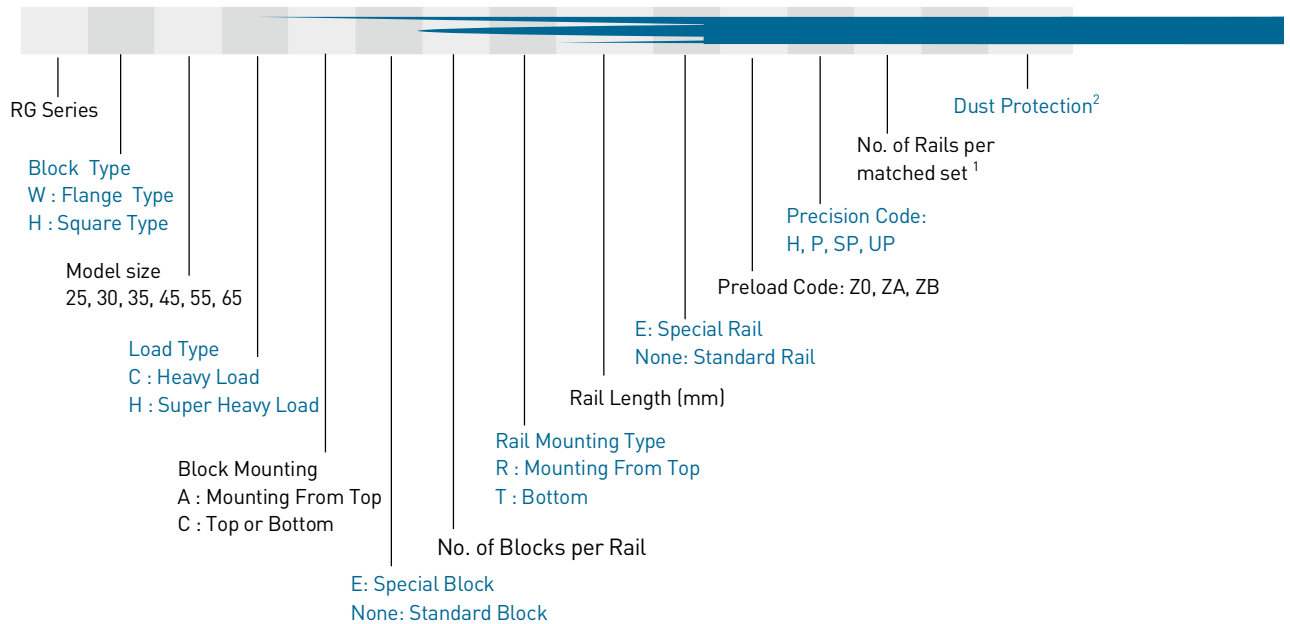 RG Series
Block Type
W : Flange Type
H : Square Type
Model size
25, 30, 35, 45, 55, 65
Load Type
C : Heavy Load
H : Super Heavy Load
Block Mounting
A : Mounting From Top
C : Top or Bottom
E: Special Block
None: Standard Block
No. of Blocks per Rail
Rail Mounting Type
R : Mounting From Top
T : Bottom
Rail Length (mm)
E: Special Rail
None: Standard Rail
Preload Code: Z0, ZA, ZB
Precision Code:
H, P, SP, UP
No. of Rails per
matched set 1
Dust Protection2